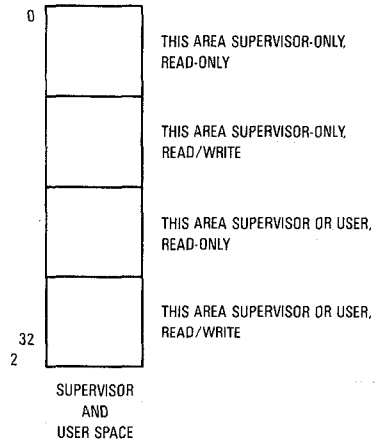 0
THIS AREA SUPERVISOR-ONLY,
READ-ONLY
THIS AREA SUPERVISOR-ONLY,
READ/WRITE
THIS AREA SUPERVISOR OR USER,
READ-ONLY
THIS AREA SUPERVISOR OR USER,
READ/WRITE
32
2
SUPERVISOR
AND
USER SPACE